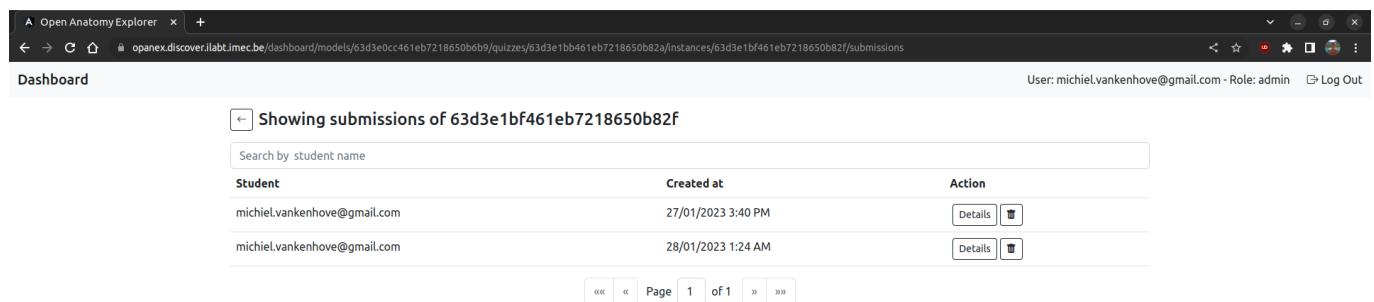 A Open Anatomy Explorer × +
opanex.discover.ilabt.imec.be/dashboard/models/63d3e0cc461eb7218650b6b9/quizzes/63d3e1bb461eb7218650b82a/instances/63d3e1bf461eb7218650b82f/submissions
Dashboard User: michiel.vankenhove@gmail.com - Role: admin Log Out
← Showing submissions of 63d3e1bf461eb7218650b82f
Search by student name
Student Created at Action
michiel.vankenhove@gmail.com 27/01/2023 3:40 PM Details
michiel.vankenhove@gmail.com 28/01/2023 1:24 AM Details
«« « Page 1 of 1 » »»